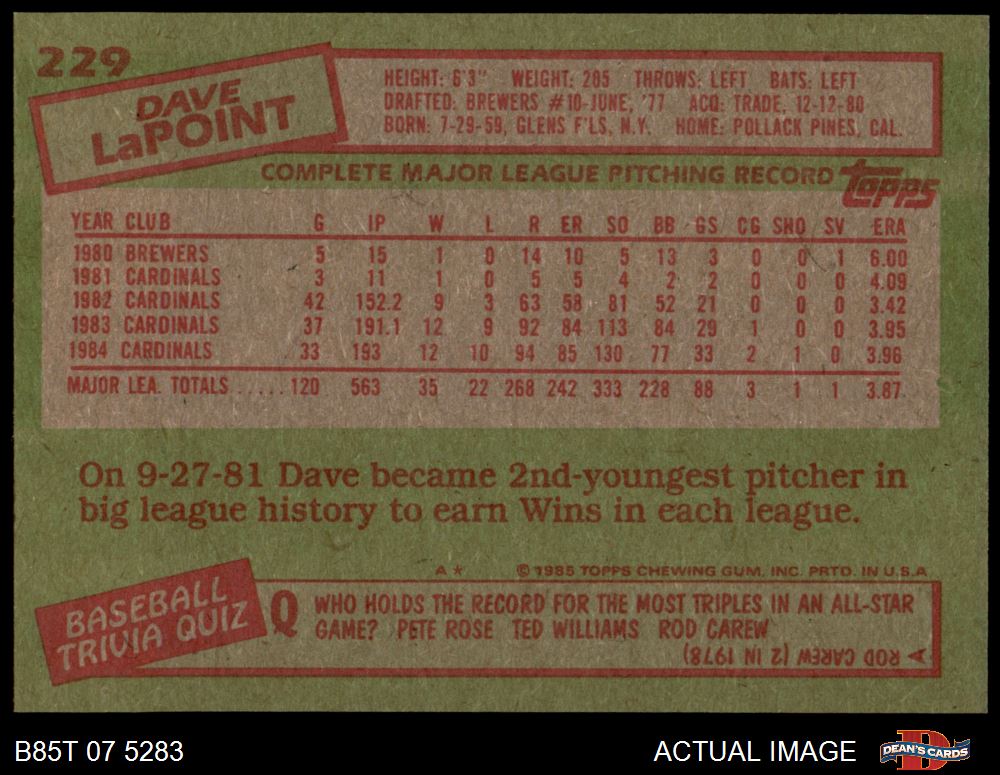 229
DAVE
LaPOINT
HEIGHT: 6'3" WEIGHT: 205 THROWS: LEFT BATS: LEFT
DRAFTED: BREWERS #10-JUNE, '77 ACQ: TRADE, 12-12-80
BORN: 7-29-59, GLENS F'LS, N.Y. HOME: POLLACK PINES, CAL.
COMPLETE MAJOR LEAGUE PITCHING RECORD topps
YEAR CLUB G IP W L R ER SO BB GS CG SHO SV ERA
1980 BREWERS 5 15 1 0 14 10 5 13 3 0 0 1 6.00
1981 CARDINALS 3 11 1 0 5 5 4 2 2 0 0 0 4.09
1982 CARDINALS 42 152.2 9 3 63 58 81 52 21 0 0 0 3.42
1983 CARDINALS 37 191.1 12 9 92 84 113 84 29 1 0 0 3.95
1984 CARDINALS 33 193 12 10 94 85 130 77 33 2 1 0 3.96
MAJOR LEA. TOTALS ..... 120 563 35 22 268 242 333 228 88 3 1 1 3.87
On 9-27-81 Dave became 2nd-youngest pitcher in
big league history to earn Wins in each league.
A* © 1985 TOPPS CHEWING GUM, INC. PRTD. IN U.S.A
BASEBALL
TRIVIA QUIZ
Q WHO HOLDS THE RECORD FOR THE MOST TRIPLES IN AN ALL-STAR
GAME? PETE ROSE TED WILLIAMS ROD CAREW
A ROD CAREW (2 IN 1978)
B85T 07 5283
ACTUAL IMAGE
D
DEAN'S CARDS